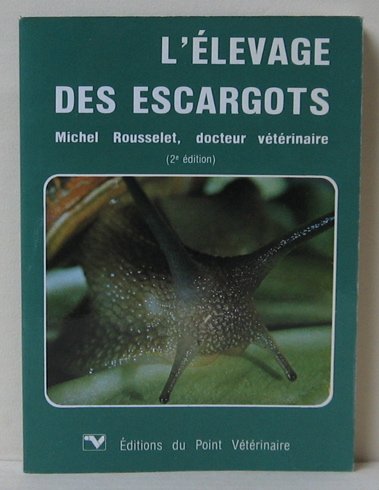 L'ÉLEVAGE
DES ESCARGOTS
Michel Rousselet, docteur vétérinaire
(2e édition)
Éditions du Point Vétérinaire